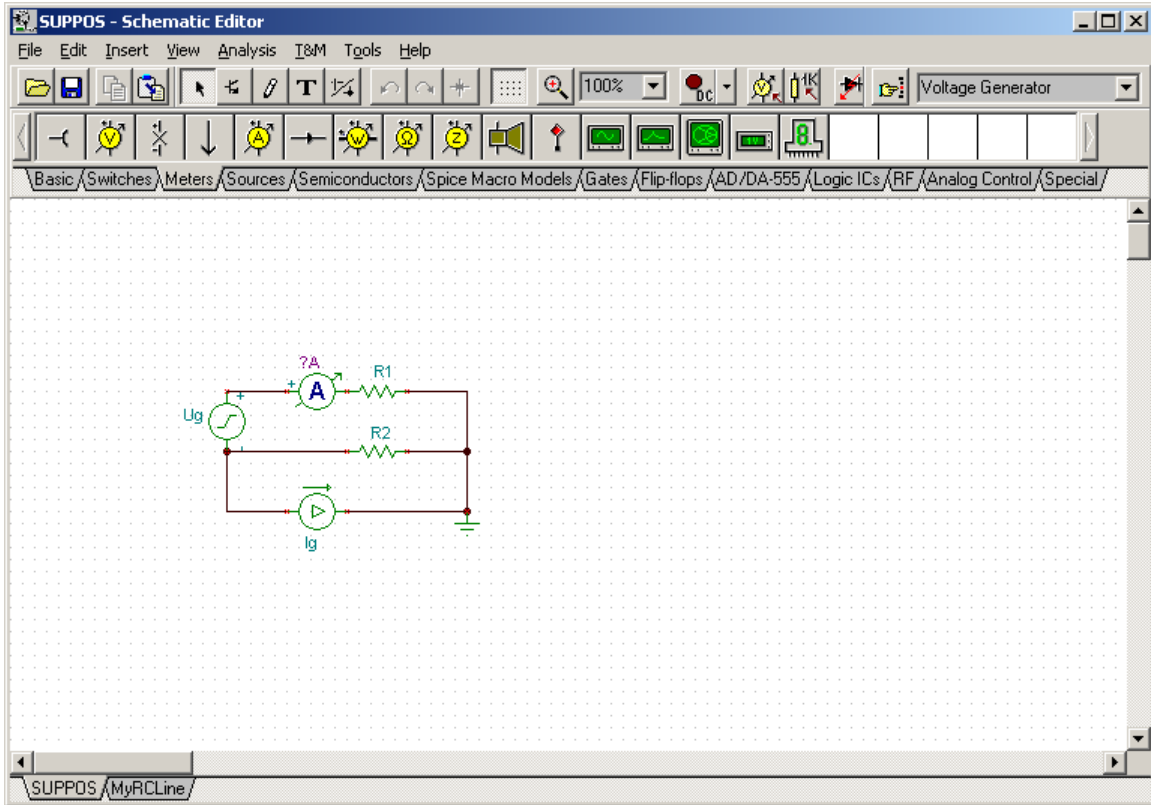 SUPPOS - Schematic Editor
File Edit Insert View Analysis T&M Tools Help
T 100% DC 1K Voltage Generator
V A W Ω Z 8.
Basic Switches Meters Sources Semiconductors Spice Macro Models Gates Flip-flops AD/DA-555 Logic ICs RF Analog Control Special
?A
R1
+ A
+
Ug
R2
Ig
SUPPOS MyRCLine